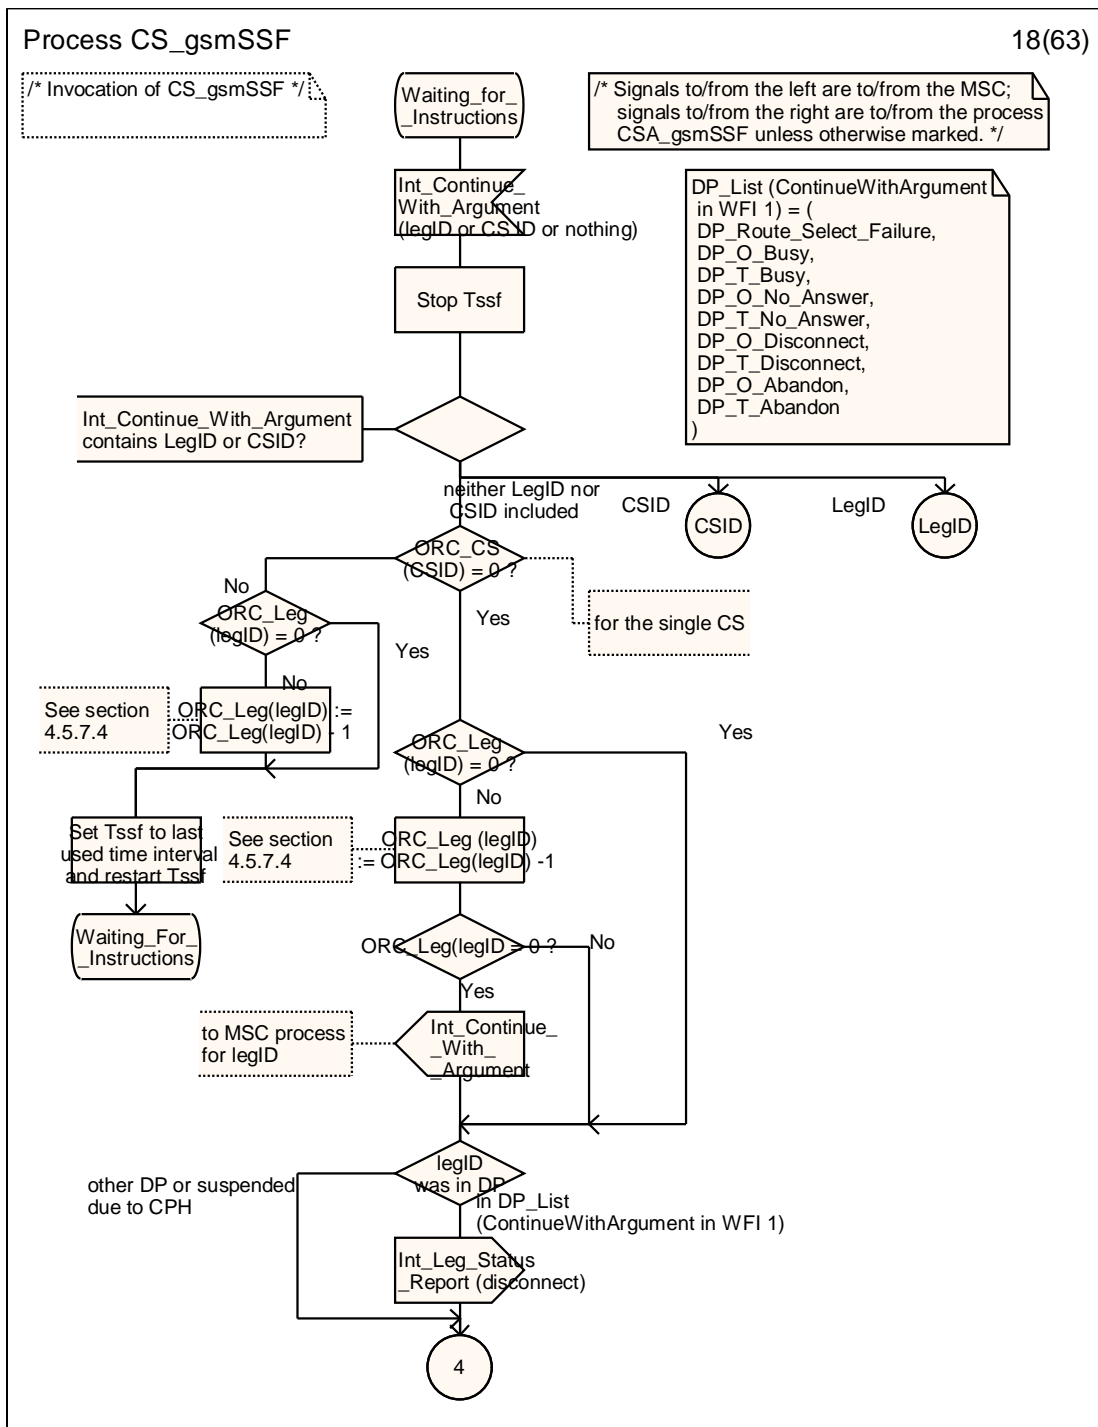 Process CS_gsmSSF
18(63)
/* Invocation of CS_gsmSSF */
Waiting_for_
_Instructions
/* Signals to/from the left are to/from the MSC;
signals to/from the right are to/from the process
CSA_gsmSSF unless otherwise marked. */
Int_Continue_
With_Argument
(legID or CS ID or nothing)
DP_List (ContinueWithArgument
in WFI 1) = (
DP_Route_Select_Failure,
DP_O_Busy,
DP_T_Busy,
DP_O_No_Answer,
DP_T_No_Answer,
DP_O_Disconnect,
DP_T_Disconnect,
DP_O_Abandon,
DP_T_Abandon
)
Stop Tssf
Int_Continue_With_Argument
contains LegID or CSID?
neither LegID nor
CSID included
CSID
CSID
LegID
LegID
ORC_CS
(CSID) = 0 ?
for the single CS
No
Yes
ORC_Leg
(legID) = 0 ?
Yes
No
See section
4.5.7.4
ORC_Leg(legID) :=
ORC_Leg(legID) - 1
ORC_Leg
(legID) = 0 ?
Yes
No
Set Tssf to last
used time interval
and restart Tssf
See section
4.5.7.4
ORC_Leg (legID)
:= ORC_Leg(legID) -1
Waiting_For_
_Instructions
ORC_Leg(legID = 0 ?
No
Yes
to MSC process
for legID
Int_Continue_
_With_
_Argument
legID
was in DP
other DP or suspended
due to CPH
in DP_List
(ContinueWithArgument in WFI 1)
Int_Leg_Status
_Report (disconnect)
4